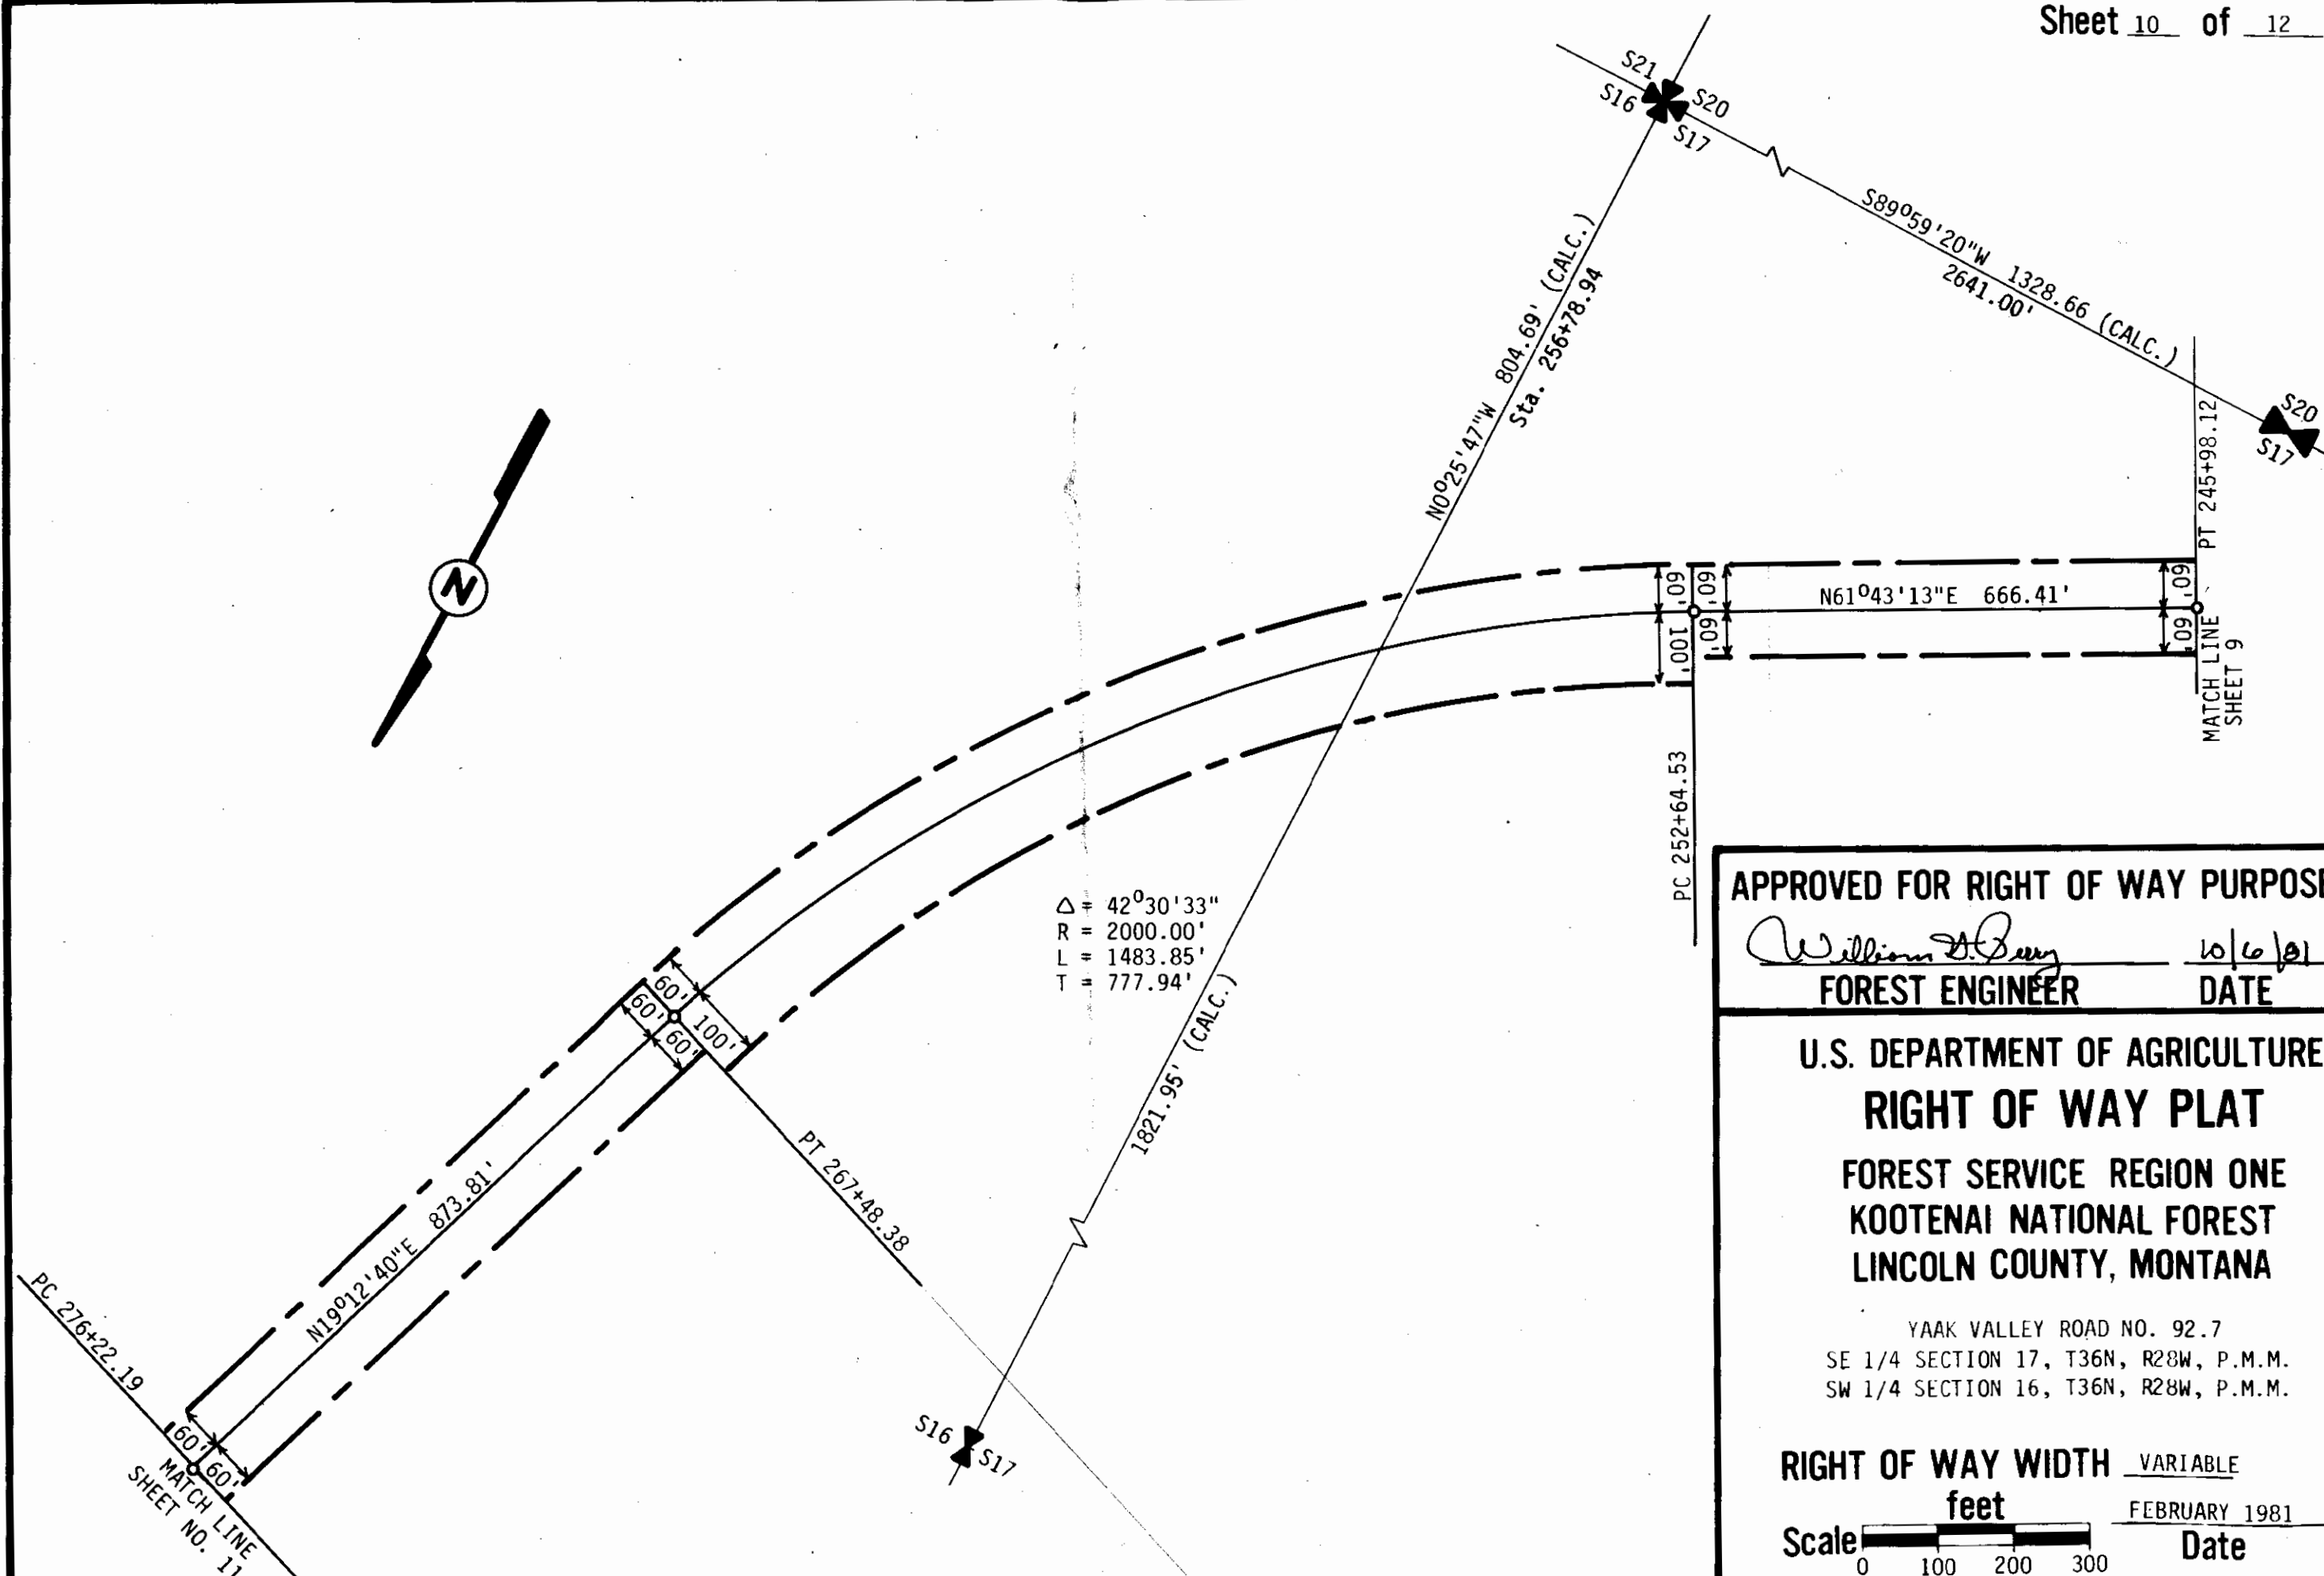 Sheet 10 of 12
S21
S16
S20
S17
S89°59'20"W 1328.66 (CALC.)
2641.00'
N0°25'47"W 804.69' (CALC.)
Sta. 256+78.94
S20
S17
PT 245+98.12
60'
60'
N61°43'13"E 666.41'
60'
100'
60'
60'
MATCH LINE
SHEET 9
PC 252+64.53
N
Δ = 42°30'33"
R = 2000.00'
L = 1483.85'
T = 777.94'
1821.95' (CALC.)
60'
60'
60'
100'
PT 267+48.38
N19°12'40"E 873.81'
PC 276+22.19
60'
60'
MATCH LINE
SHEET NO. 11
S16
S17
APPROVED FOR RIGHT OF WAY PURPOSE
William
10/6/81
FOREST ENGINEER DATE
U.S. DEPARTMENT OF AGRICULTURE
RIGHT OF WAY PLAT
FOREST SERVICE REGION ONE
KOOTENAI NATIONAL FOREST
LINCOLN COUNTY, MONTANA
YAAK VALLEY ROAD NO. 92.7
SE 1/4 SECTION 17, T36N, R28W, P.M.M.
SW 1/4 SECTION 16, T36N, R28W, P.M.M.
RIGHT OF WAY WIDTH VARIABLE
feet
FEBRUARY 1981
Scale
Date
0 100 200 300